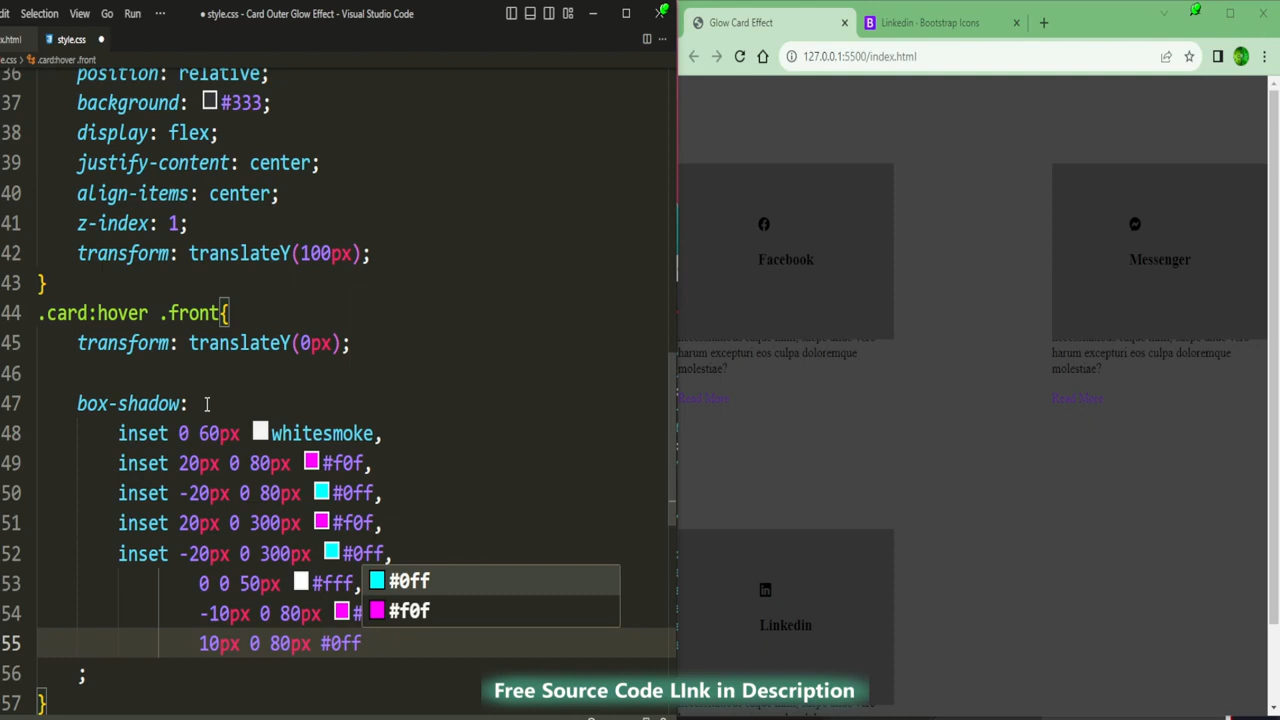 Selection View Go Run ··· ● style.css - Card Outer Glow Effect - Visual Studio Code
style.css ●
.card:hover .front
36 position: relative;
37 background: #333;
38 display: flex;
39 justify-content: center;
40 align-items: center;
41 z-index: 1;
42 transform: translateY(100px);
43 }
44 .card:hover .front{
45 transform: translateY(0px);
46
47 box-shadow:
48 inset 0 60px whitesmoke,
49 inset 20px 0 80px #f0f,
50 inset -20px 0 80px #0ff,
51 inset 20px 0 300px #f0f,
52 inset -20px 0 300px #0ff,
53 0 0 50px #fff,
54 -10px 0 80px #
55 10px 0 80px #0ff
56 ;
57 }
#0ff
#f0f
Glow Card Effect
Linkedin · Bootstrap Icons
127.0.0.1:5500/index.html
Facebook
harum excepturi eos culpa doloremque
molestiae?
Read More
Messenger
harum excepturi eos culpa doloremque
molestiae?
Read More
Linkedin
Free Source Code LInk in Description